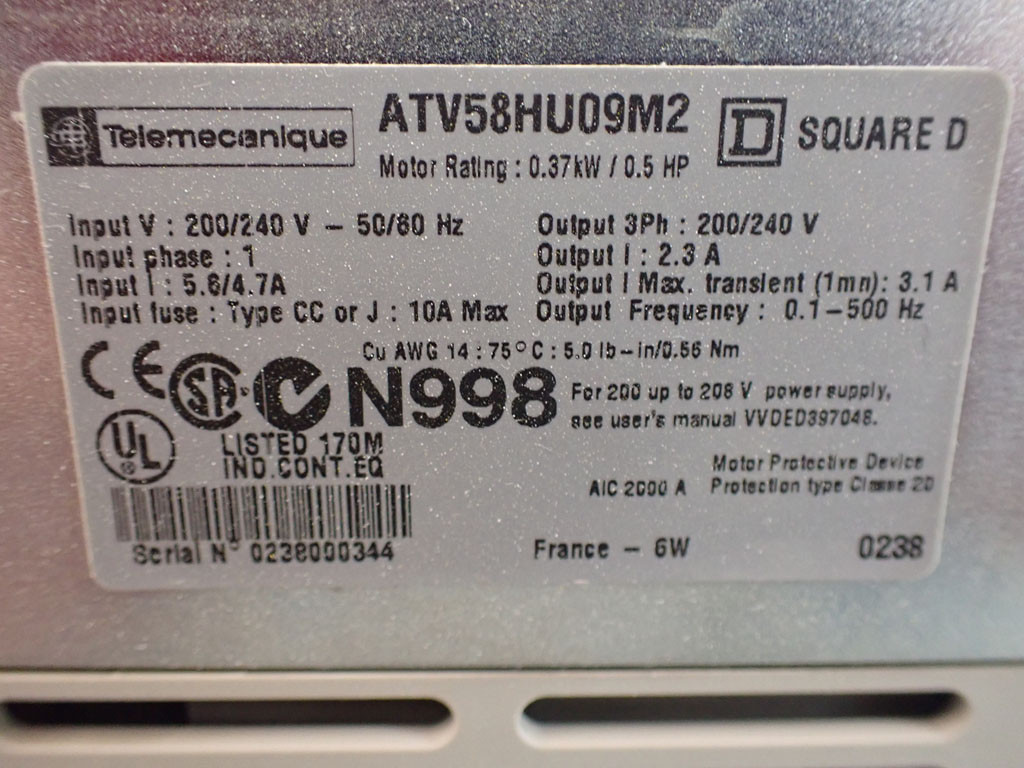 Telemecanique
ATV58HU09M2
D SQUARE D
Motor Rating : 0.37kW / 0.5 HP
Input V : 200/240 V – 50/60 Hz
Input phase : 1
Input I : 5.6/4.7A
Input fuse : Type CC or J : 10A Max
Output 3Ph : 200/240 V
Output I : 2.3 A
Output I Max. transient (1mn): 3.1 A
Output Frequency : 0.1–500 Hz
Cu AWG 14 : 75°C : 5.0 lb–in/0.56 Nm
CE SA N998
For 200 up to 208 V power supply,
see user's manual VVDED397048.
UL LISTED 170M
IND.CONT.EQ
Motor Protective Device
AIC 2000 A Protection type Classe 20
Serial N° 0238000344
France – 6W
0238